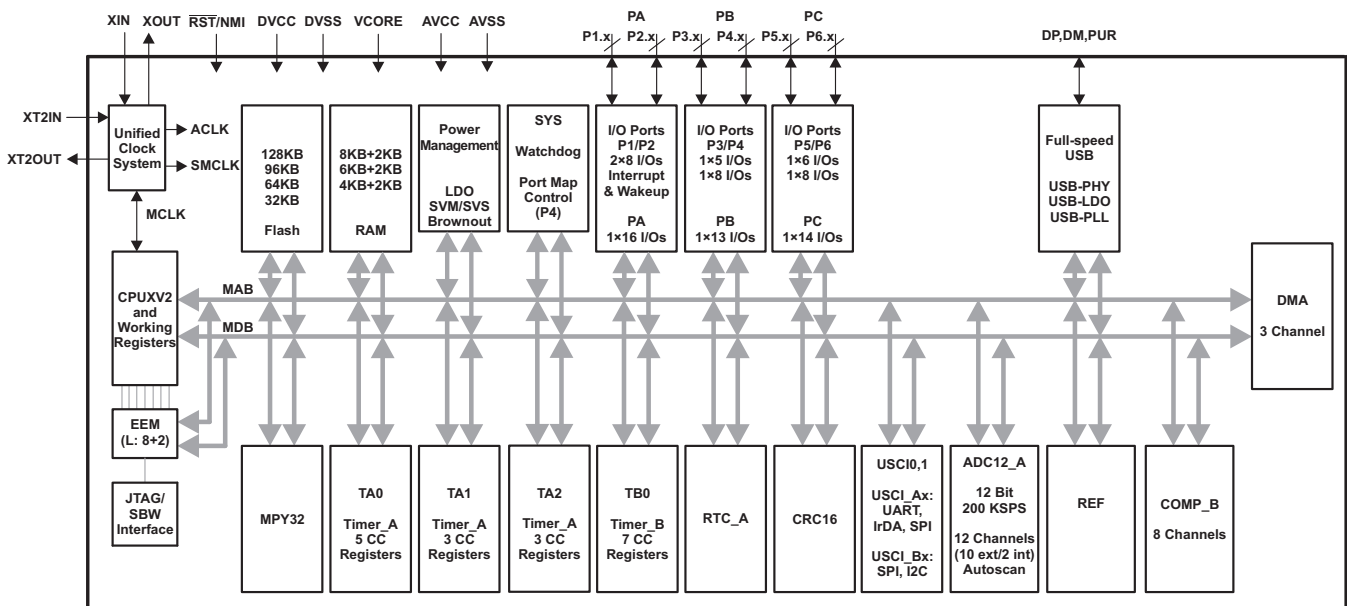 XIN
XOUT
RST/NMI
DVCC
DVSS
VCORE
AVCC
AVSS
PA
P1.x
P2.x
PB
P3.x
P4.x
PC
P5.x
P6.x
DP,DM,PUR
XT2IN
XT2OUT
Unified
Clock
System
ACLK
SMCLK
MCLK
128KB
96KB
64KB
32KB
Flash
8KB+2KB
6KB+2KB
4KB+2KB
RAM
Power
Management
LDO
SVM/SVS
Brownout
SYS
Watchdog
Port Map
Control
(P4)
I/O Ports
P1/P2
2×8 I/Os
Interrupt
& Wakeup
PA
1×16 I/Os
I/O Ports
P3/P4
1×5 I/Os
1×8 I/Os
PB
1×13 I/Os
I/O Ports
P5/P6
1×6 I/Os
1×8 I/Os
PC
1×14 I/Os
Full-speed
USB
USB-PHY
USB-LDO
USB-PLL
CPUXV2
and
Working
Registers
MAB
MDB
DMA
3 Channel
EEM
(L: 8+2)
JTAG/
SBW
Interface
MPY32
TA0
Timer_A
5 CC
Registers
TA1
Timer_A
3 CC
Registers
TA2
Timer_A
3 CC
Registers
TB0
Timer_B
7 CC
Registers
RTC_A
CRC16
USCI0,1
USCI_Ax:
UART,
IrDA, SPI
USCI_Bx:
SPI, I2C
ADC12_A
12 Bit
200 KSPS
12 Channels
(10 ext/2 int)
Autoscan
REF
COMP_B
8 Channels